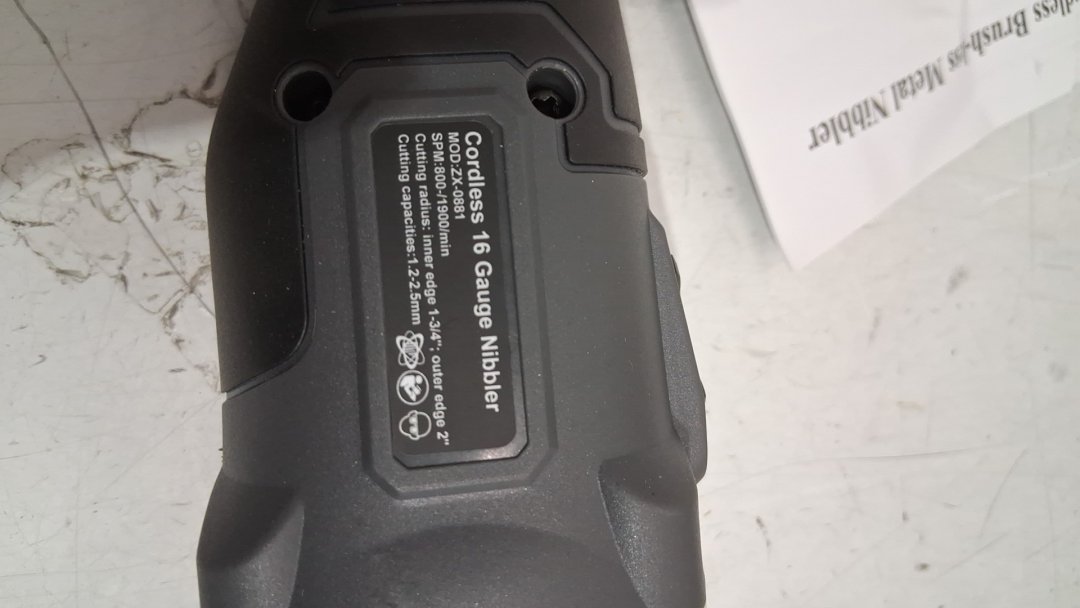 Cordless 16 Gauge Nibbler
MOD:ZX-0881
SPM:800-/1900/min
Cutting radius: inner edge 1-3/4"; outer edge 2"
Cutting capacities:1.2-2.5mm
Metal Nibbler